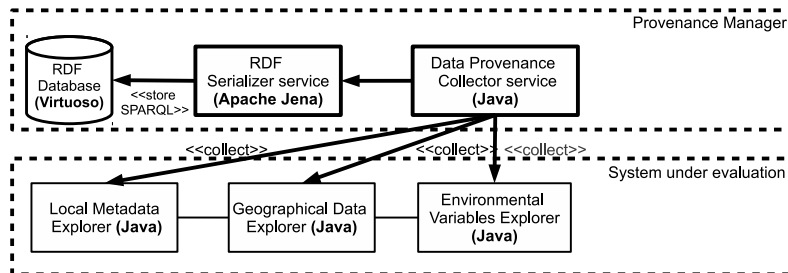 Provenance Manager
RDF
Database
(Virtuoso)
<<store
SPARQL>>
RDF
Serializer service
(Apache Jena)
Data Provenance
Collector service
(Java)
<<collect>>
<<collect>>
<<collect>>
System under evaluation
Local Metadata
Explorer (Java)
Geographical Data
Explorer (Java)
Environmental
Variables Explorer
(Java)